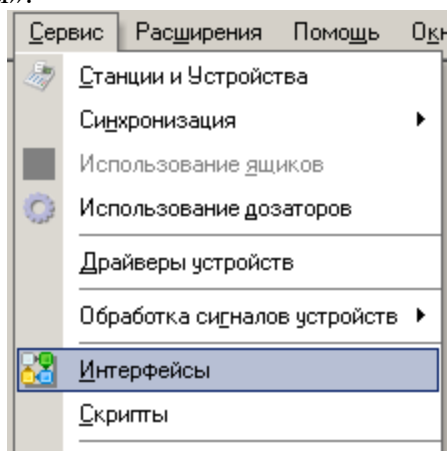 Сервис Расширения Помощь Окн
Станции и Устройства
Синхронизация
Использование ящиков
Использование дозаторов
Драйверы устройств
Обработка сигналов устройств
Интерфейсы
Скрипты